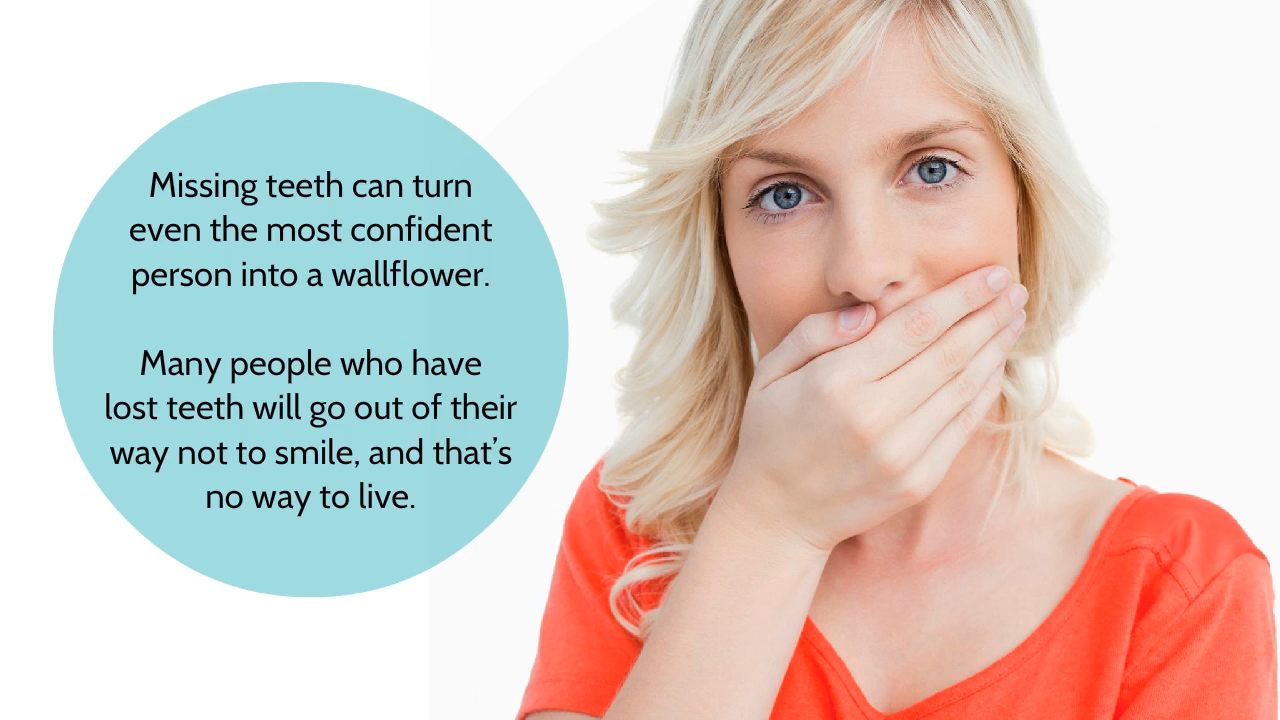 Missing teeth can turn
even the most confident
person into a wallflower.
Many people who have
lost teeth will go out of their
way not to smile, and that’s
no way to live.